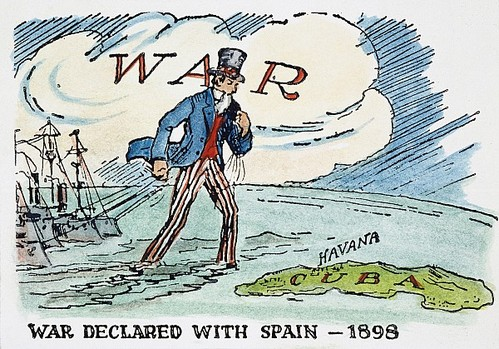 WAR
HAVANA
CUBA
WAR DECLARED WITH SPAIN – 1898